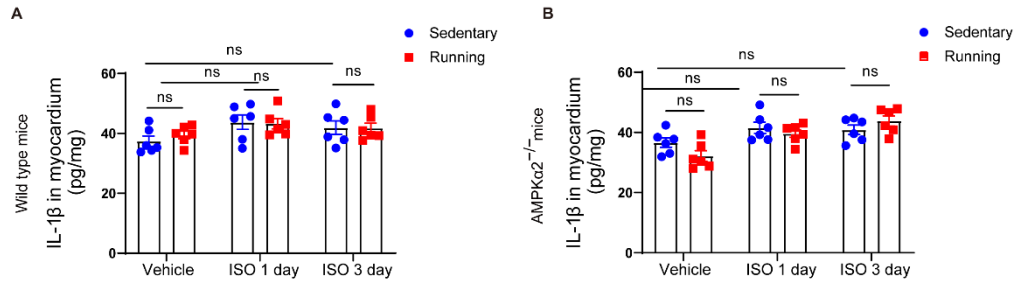 A
Sedentary
Running
ns
ns
ns
ns
ns
60
40
20
0
Wild type mice
IL-1β in myocardium
(pg/mg)
Vehicle
ISO 1 day
ISO 3 day
B
Sedentary
Running
ns
ns
ns
ns
ns
60
40
20
0
AMPKα2⁻/⁻mice
IL-1β in myocardium
(pg/mg)
Vehicle
ISO 1 day
ISO 3 day